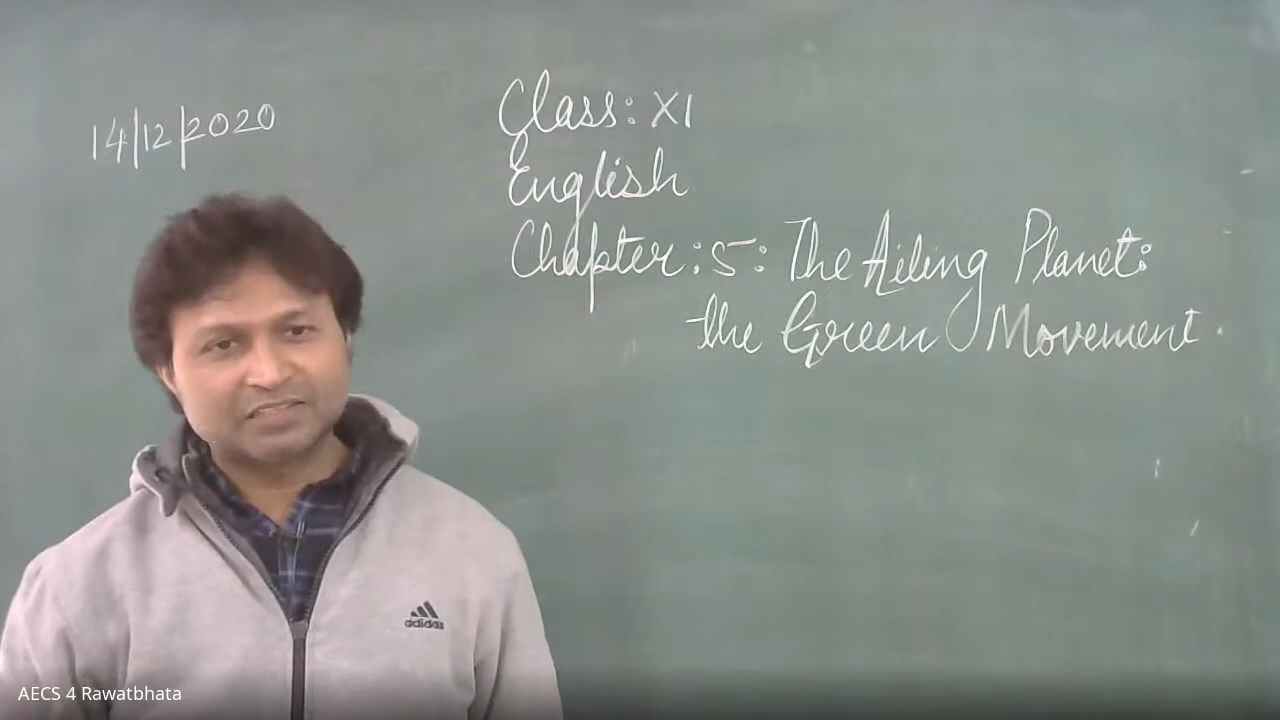 14/12/2020
Class: XI
English
Chapter: 5: The Ailing Planet:
the Green Movement.
adidas
AECS 4 Rawatbhata